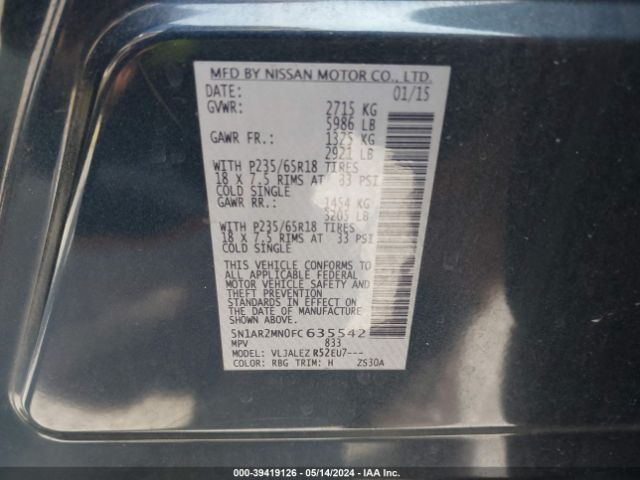 MFD BY NISSAN MOTOR CO., LTD.
DATE: 01/15
GVWR: 2715 KG
5986 LB
GAWR FR.: 1325 KG
2921 LB
WITH P235/65R18 TIRES
18 X 7.5 RIMS AT 33 PSI
COLD SINGLE
GAWR RR.: 1454 KG
3205 LB
WITH P235/65R18 TIRES
18 X 7.5 RIMS AT 33 PSI
COLD SINGLE
THIS VEHICLE CONFORMS TO
ALL APPLICABLE FEDERAL
MOTOR VEHICLE SAFETY AND
THEFT PREVENTION
STANDARDS IN EFFECT ON
THE DATE OF MANUFACTURE
SHOWN ABOVE.
5N1AR2MN0FC635542
MPV 833
MODEL: VLJALEZ R52EU7---
COLOR: RBG TRIM: H ZS30A
000-39419126 - 05/14/2024 - IAA Inc.